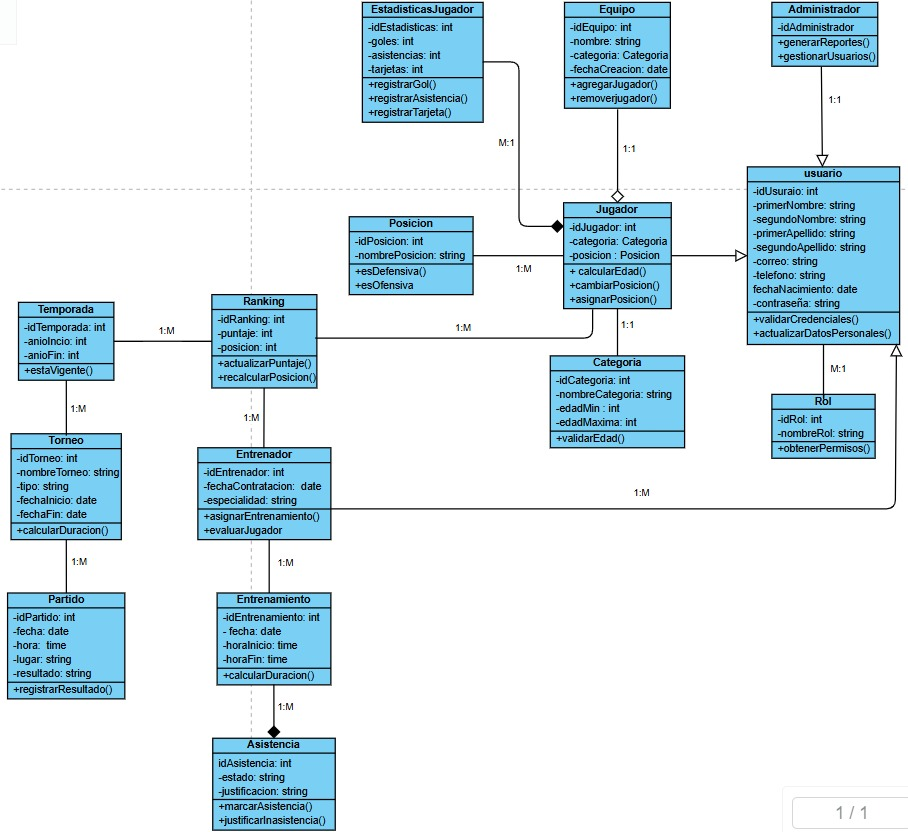 EstadisticasJugador
-idEstadisticas: int
-goles: int
-asistencias: int
-tarjetas: int
+registrarGol()
+registrarAsistencia()
+registrarTarjeta()
Equipo
-idEquipo: int
-nombre: string
-categoria: Categoria
-fechaCreacion: date
+agregarJugador()
+removerjugador()
Administrador
-idAdministrador
+generarReportes()
+gestionarUsuarios()
M:1
1:1
1:1
usuario
-idUsuraio: int
-primerNombre: string
-segundoNombre: string
-primerApellido: string
-segundoApellido: string
-correo: string
-telefono: string
fechaNacimiento: date
-contraseña: string
+validarCredenciales()
+actualizarDatosPersonales()
Posicion
-idPosicion: int
-nombrePosicion: string
+esDefensiva()
+esOfensiva
1:M
Jugador
-idJugador: int
-categoria: Categoria
-posicion : Posicion
+ calcularEdad()
+cambiarPosicion()
+asignarPosicion()
Temporada
-idTemporada: int
-anioIncio: int
-anioFin: int
+estaVigente()
1:M
Ranking
-idRanking: int
-puntaje: int
-posicion: int
+actualizarPuntaje()
+recalcularPosicion()
1:M
1:1
Categoria
-idCategoria: int
-nombreCategoria: string
-edadMin : int
-edadMaxima: int
+validarEdad()
M:1
Rol
-idRol: int
-nombreRol: string
+obtenerPermisos()
1:M
Torneo
-idTorneo: int
-nombreTorneo: string
-tipo: string
-fechaInicio: date
-fechaFin: date
+calcularDuracion()
1:M
Entrenador
-idEntrenador: int
-fechaContratacion: date
-especialidad: string
+asignarEntrenamiento()
+evaluarJugador
1:M
1:M
Partido
-idPartido: int
-fecha: date
-hora: time
-lugar: string
-resultado: string
+registrarResultado()
1:M
Entrenamiento
-idEntrenamiento: int
- fecha: date
-horaInicio: time
-horaFin: time
+calcularDuracion()
1:M
Asistencia
idAsistencia: int
-estado: string
-justificacion: string
+marcarAsistencia()
+justificarInasistencia()
1 / 1